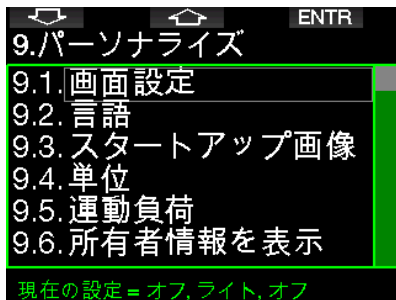 ENTR
9.パーソナライズ
9.1.画面設定
9.2.言語
9.3.スタートアップ画像
9.4.単位
9.5.運動負荷
9.6.所有者情報を表示
現在の設定=オフ,ライト,オフ